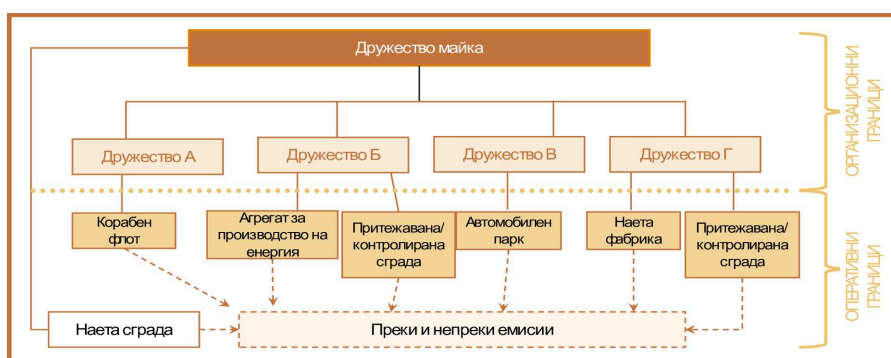 Дружество майка
Дружество А
Дружество Б
Дружество В
Дружество Г
ОРГАНИЗАЦИОННИ
ГРАНИЦИ
Корабен
флот
Агрегат за
производство на
енергия
Притежавана/
контролирана
сграда
Автомобилен
парк
Наета
фабрика
Притежавана/
контролирана
сграда
ОПЕРАТИВНИ
ГРАНИЦИ
Наета сграда
Преки и непреки емисии